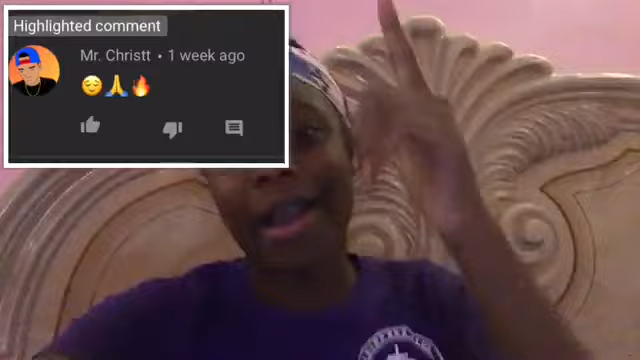 Highlighted comment
Mr. Christt • 1 week ago
😌🙏🔥